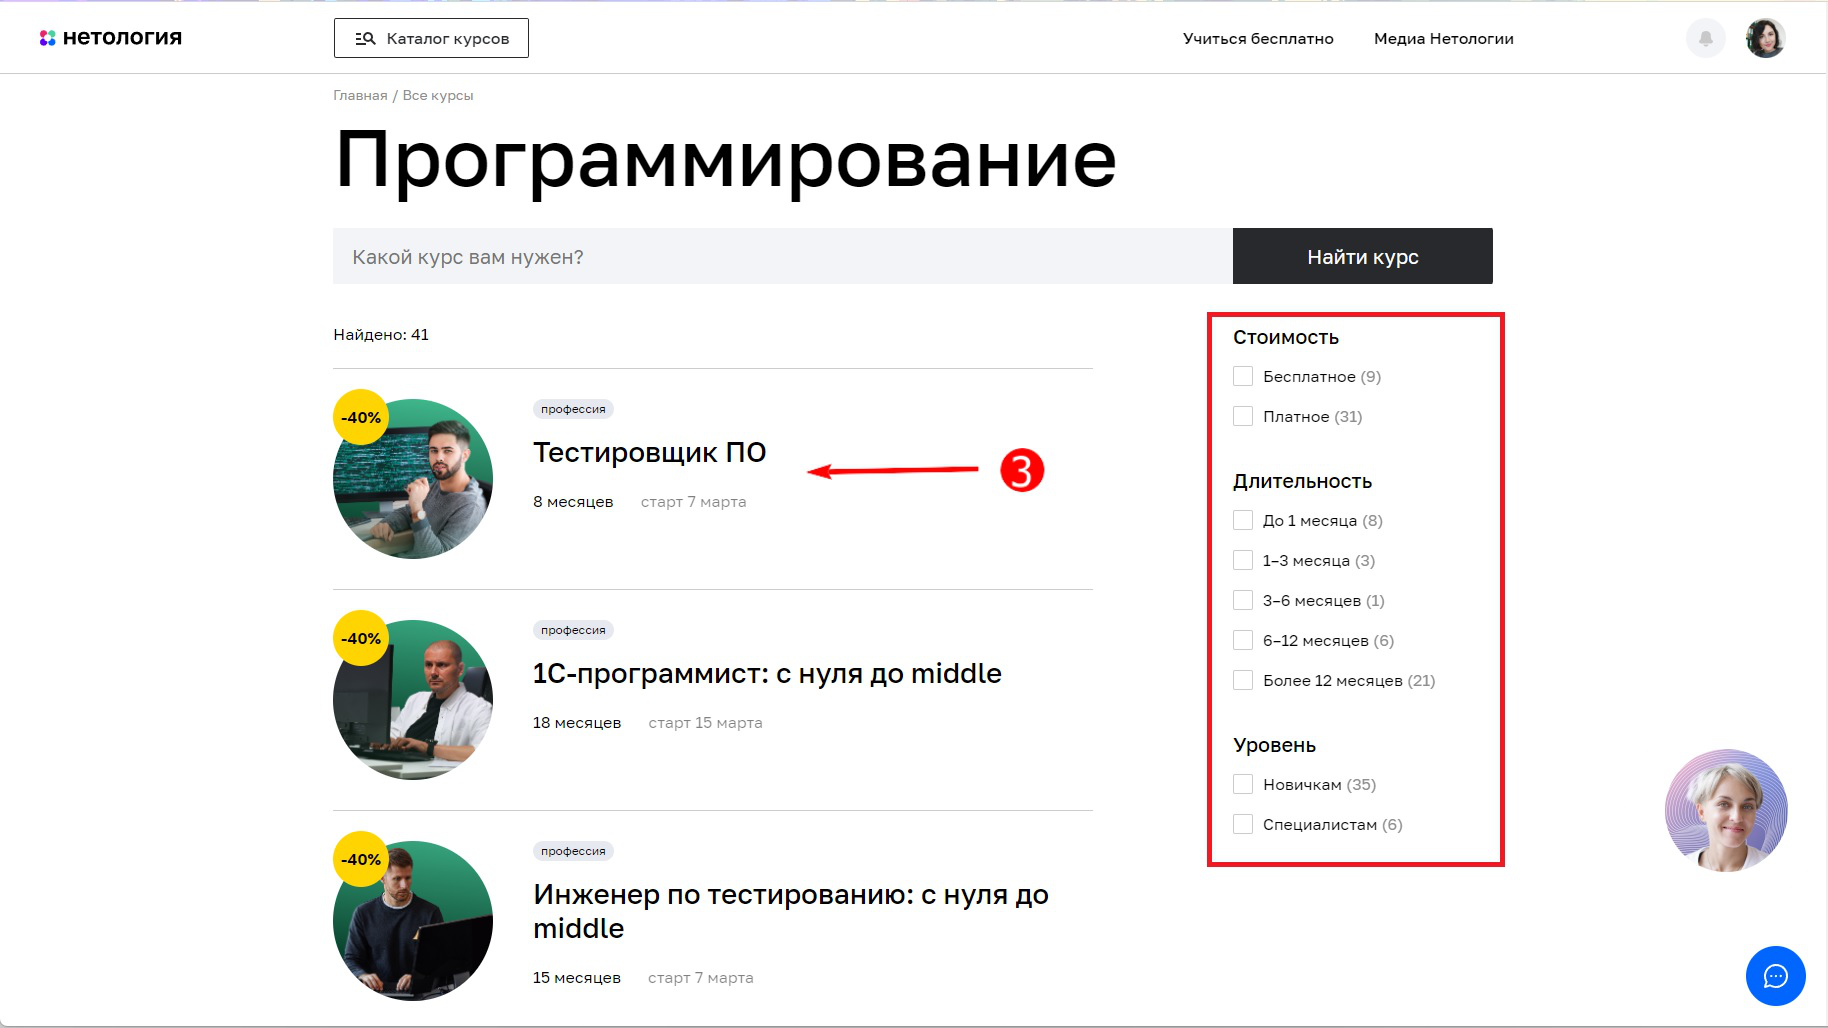 нетология
Каталог курсов
Учиться бесплатно
Медиа Нетологии
Главная / Все курсы
Программирование
Какой курс вам нужен?
Найти курс
Найдено: 41
-40%
профессия
Тестировщик ПО
8 месяцев старт 7 марта
3
-40%
профессия
1С-программист: с нуля до middle
18 месяцев старт 15 марта
-40%
профессия
Инженер по тестированию: с нуля до
middle
15 месяцев старт 7 марта
Стоимость
Бесплатное (9)
Платное (31)
Длительность
До 1 месяца (8)
1–3 месяца (3)
3–6 месяцев (1)
6–12 месяцев (6)
Более 12 месяцев (21)
Уровень
Новичкам (35)
Специалистам (6)